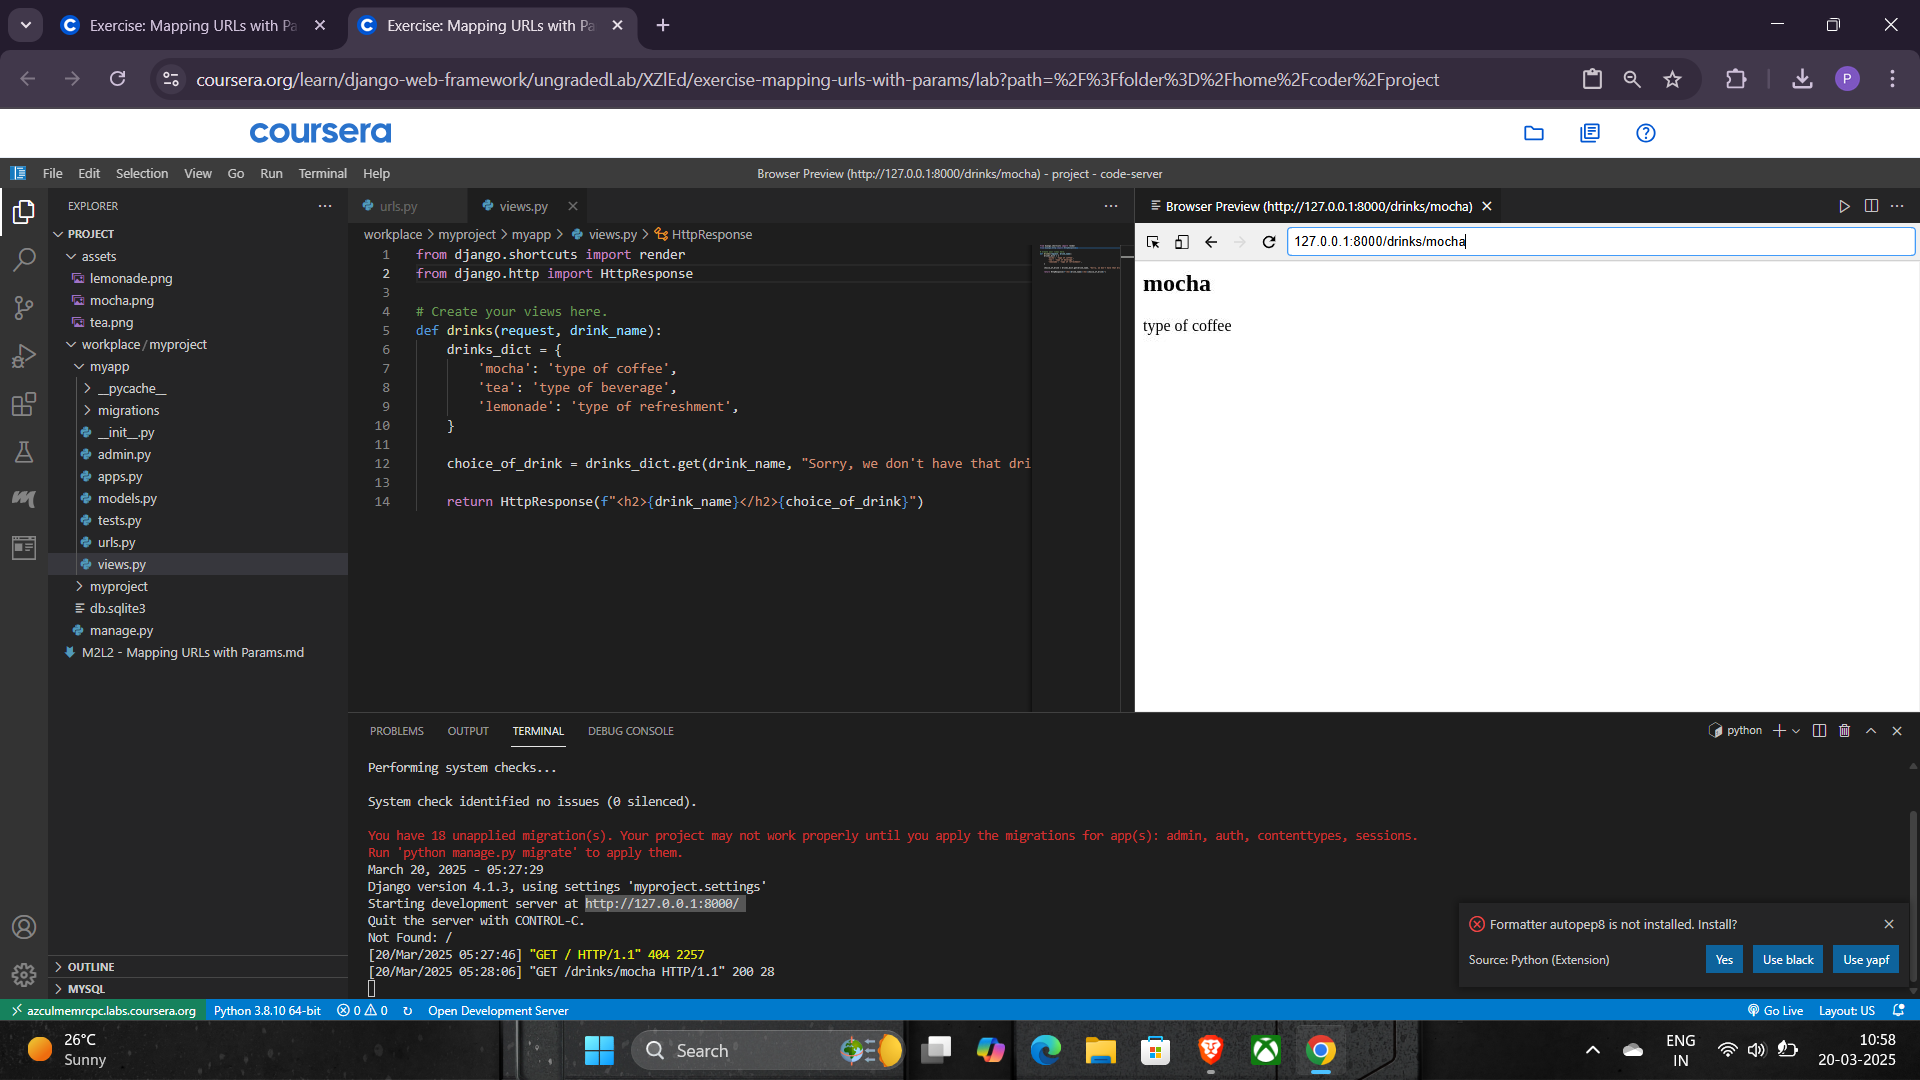 Exercise: Mapping URLs with Pa
Exercise: Mapping URLs with Pa
coursera.org/learn/django-web-framework/ungradedLab/XZlEd/exercise-mapping-urls-with-params/lab?path=%2F%3Ffolder%3D%2Fhome%2Fcoder%2Fproject
P
coursera
File Edit Selection View Go Run Terminal Help
Browser Preview (http://127.0.0.1:8000/drinks/mocha) - project - code-server
EXPLORER
PROJECT
assets
lemonade.png
mocha.png
tea.png
workplace / myproject
myapp
__pycache__
migrations
__init__.py
admin.py
apps.py
models.py
tests.py
urls.py
views.py
myproject
db.sqlite3
manage.py
M2L2 - Mapping URLs with Params.md
OUTLINE
MYSQL
urls.py
views.py
workplace > myproject > myapp > views.py > HttpResponse
1 from django.shortcuts import render
2 from django.http import HttpResponse
3
4 # Create your views here.
5 def drinks(request, drink_name):
6 drinks_dict = {
7 'mocha': 'type of coffee',
8 'tea': 'type of beverage',
9 'lemonade': 'type of refreshment',
10 }
11
12 choice_of_drink = drinks_dict.get(drink_name, "Sorry, we don't have that dri
13
14 return HttpResponse(f"<h2>{drink_name}</h2>{choice_of_drink}")
Browser Preview (http://127.0.0.1:8000/drinks/mocha)
127.0.0.1:8000/drinks/mocha
mocha
type of coffee
PROBLEMS OUTPUT TERMINAL DEBUG CONSOLE
python
Performing system checks...
System check identified no issues (0 silenced).
You have 18 unapplied migration(s). Your project may not work properly until you apply the migrations for app(s): admin, auth, contenttypes, sessions.
Run 'python manage.py migrate' to apply them.
March 20, 2025 - 05:27:29
Django version 4.1.3, using settings 'myproject.settings'
Starting development server at http://127.0.0.1:8000/
Quit the server with CONTROL-C.
Not Found: /
[20/Mar/2025 05:27:46] "GET / HTTP/1.1" 404 2257
[20/Mar/2025 05:28:06] "GET /drinks/mocha HTTP/1.1" 200 28
Formatter autopep8 is not installed. Install?
Source: Python (Extension)
Yes
Use black
Use yapf
azculmemrcpc.labs.coursera.org
Python 3.8.10 64-bit
0 0
Open Development Server
Go Live
Layout: US
26°C
Sunny
Search
ENG
IN
10:58
20-03-2025